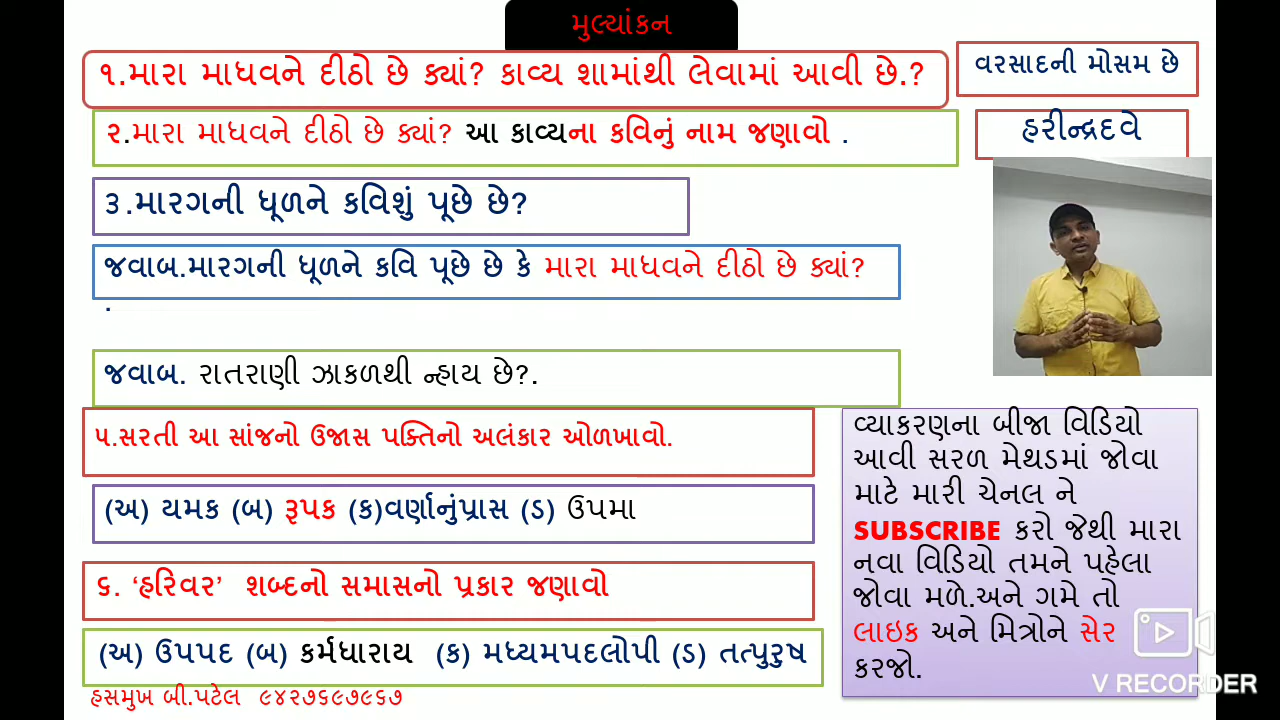 મુલ્યાંકન
૧.મારા માધવને દીઠો છે ક્યાં? કાવ્ય શામાંથી લેવામાં આવી છે.?
વરસાદની મોસમ છે
૨.મારા માધવને દીઠો છે ક્યાં? આ કાવ્યના કવિનું નામ જણાવો .
હરીન્દ્રદવે
૩.મારગની ધૂળને કવિશું પૂછે છે?
જવાબ.મારગની ધૂળને કવિ પૂછે છે કે મારા માધવને દીઠો છે ક્યાં?
.
જવાબ. રાતરાણી ઝાકળથી ન્હાય છે?.
૫.સરતી આ સાંજનો ઉજાસ પક્તિનો અલંકાર ઓળખાવો.
(અ) યમક (બ) રૂપક (ક)વર્ણાનુંપ્રાસ (ડ) ઉપમા
૬. ‘હરિવર’ શબ્દનો સમાસનો પ્રકાર જણાવો
(અ) ઉપપદ (બ) કર્મધારાય (ક) મધ્યમપદલોપી (ડ) તત્પુરુષ
હસમુખ બી.પટેલ ૯૪૨૭૬૯૭૯૬૭
વ્યાકરણના બીજા વિડિયો
આવી સરળ મેથડમાં જોવા
માટે મારી ચેનલ ને
SUBSCRIBE કરો જેથી મારા
નવા વિડિયો તમને પહેલા
જોવા મળે.અને ગમે તો
લાઇક અને મિત્રોને સેર
કરજો.
V RECORDER